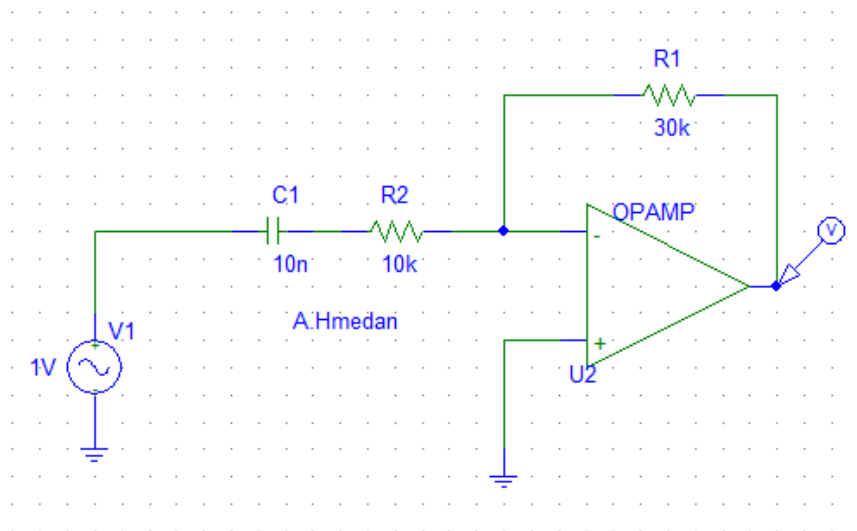 R1
30k
C1
R2
OPAMP
-
V
10n
10k
A.Hmedan
V1
+
1V
+
U2
-